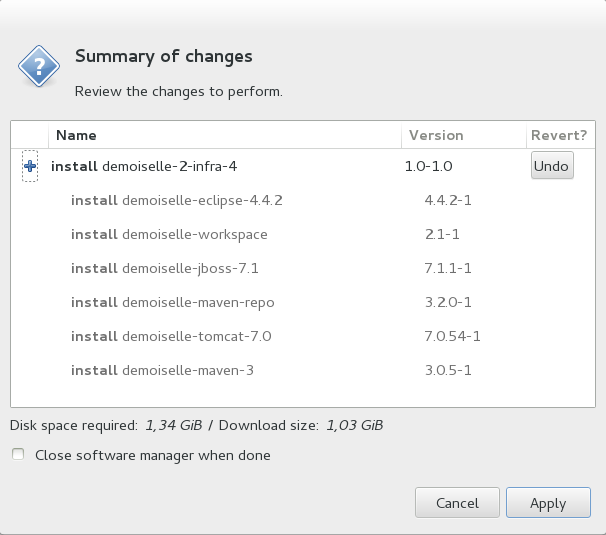 ?
Summary of changes
Review the changes to perform.
Name Version Revert?
install demoiselle-2-infra-4 1.0-1.0 Undo
install demoiselle-eclipse-4.4.2 4.4.2-1
install demoiselle-workspace 2.1-1
install demoiselle-jboss-7.1 7.1.1-1
install demoiselle-maven-repo 3.2.0-1
install demoiselle-tomcat-7.0 7.0.54-1
install demoiselle-maven-3 3.0.5-1
Disk space required: 1,34 GiB / Download size: 1,03 GiB
Close software manager when done
Cancel Apply